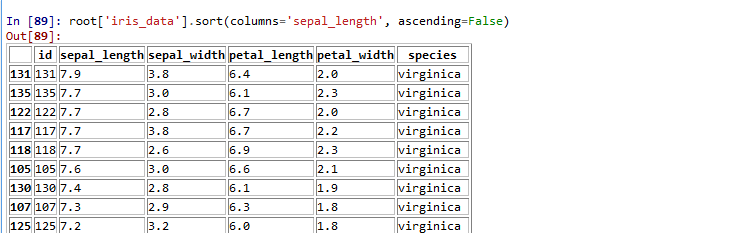 In [89]: root['iris_data'].sort(columns='sepal_length', ascending=False)
Out[89]:
id sepal_length sepal_width petal_length petal_width species
131 131 7.9 3.8 6.4 2.0 virginica
135 135 7.7 3.0 6.1 2.3 virginica
122 122 7.7 2.8 6.7 2.0 virginica
117 117 7.7 3.8 6.7 2.2 virginica
118 118 7.7 2.6 6.9 2.3 virginica
105 105 7.6 3.0 6.6 2.1 virginica
130 130 7.4 2.8 6.1 1.9 virginica
107 107 7.3 2.9 6.3 1.8 virginica
125 125 7.2 3.2 6.0 1.8 virginica